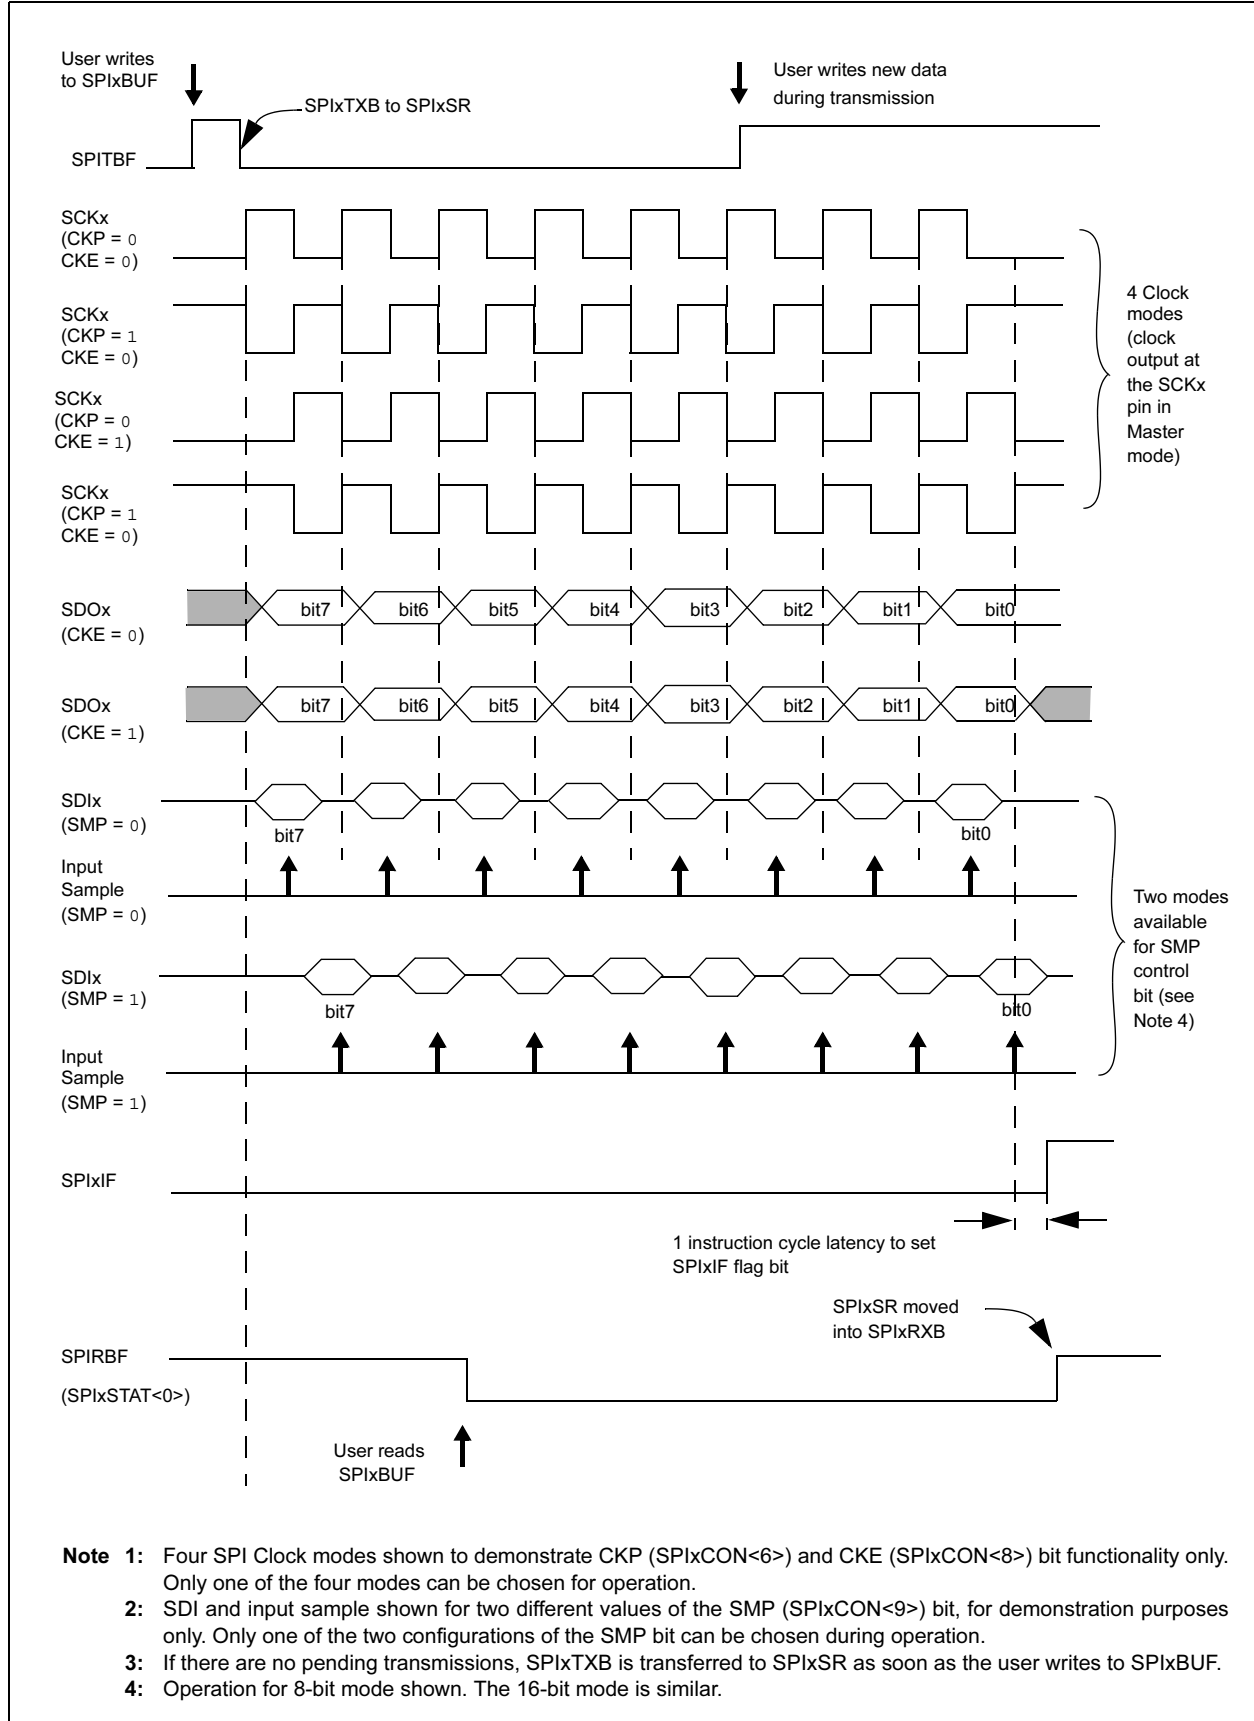 User writes
to SPIxBUF
User writes new data
during transmission
SPIxTXB to SPIxSR
SPITBF
SCKx
(CKP = 0
CKE = 0)
SCKx
(CKP = 1
CKE = 0)
SCKx
(CKP = 0
CKE = 1)
SCKx
(CKP = 1
CKE = 0)
4 Clock
modes
(clock
output at
the SCKx
pin in
Master
mode)
SDOx
(CKE = 0)
bit7 bit6 bit5 bit4 bit3 bit2 bit1 bit0
SDOx
(CKE = 1)
bit7 bit6 bit5 bit4 bit3 bit2 bit1 bit0
SDIx
(SMP = 0)
bit7 bit0
Input
Sample
(SMP = 0)
SDIx
(SMP = 1)
bit7 bit0
Input
Sample
(SMP = 1)
Two modes
available
for SMP
control
bit (see
Note 4)
SPIxIF
1 instruction cycle latency to set
SPIxIF flag bit
SPIxSR moved
into SPIxRXB
SPIRBF
(SPIxSTAT<0>)
User reads
SPIxBUF
Note 1: Four SPI Clock modes shown to demonstrate CKP (SPIxCON<6>) and CKE (SPIxCON<8>) bit functionality only.
Only one of the four modes can be chosen for operation.
2: SDI and input sample shown for two different values of the SMP (SPIxCON<9>) bit, for demonstration purposes
only. Only one of the two configurations of the SMP bit can be chosen during operation.
3: If there are no pending transmissions, SPIxTXB is transferred to SPIxSR as soon as the user writes to SPIxBUF.
4: Operation for 8-bit mode shown. The 16-bit mode is similar.